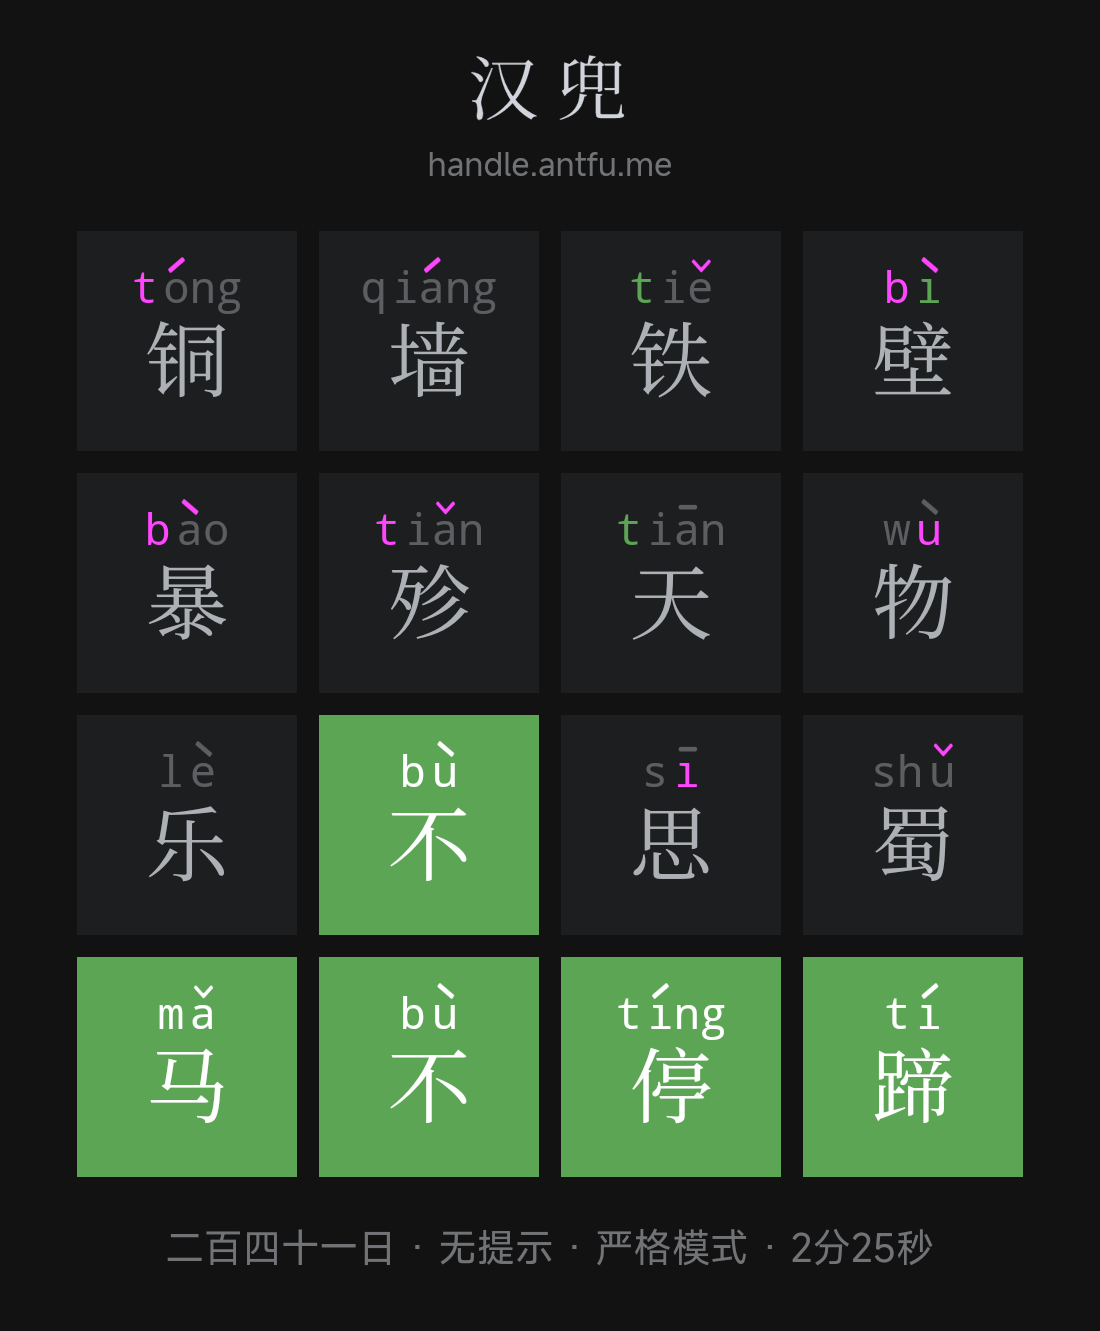 汉兜
handle.antfu.me
tóng qiáng tiě bì
铜 墙 铁 壁
bào tiǎn tiān wù
暴 殄 天 物
lè bù sī shǔ
乐 不 思 蜀
mǎ bù tíng tí
马 不 停 蹄
二百四十一日 · 无提示 · 严格模式 · 2分25秒